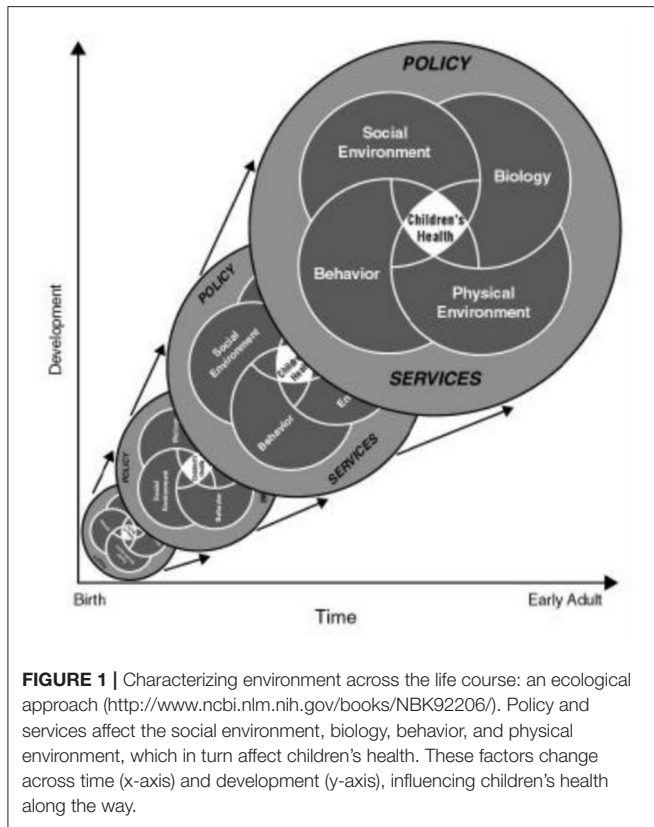 POLICY
Social
Environment
Biology
Children's
Health
Behavior
Physical
Environment
SERVICES
POLICY
Social
Environment
Behavior
SERVICES
POLICY
Social
Environment
Behavior
Development
Birth
Time
Early Adult
FIGURE 1 | Characterizing environment across the life course: an ecological
approach (http://www.ncbi.nlm.nih.gov/books/NBK92206/). Policy and
services affect the social environment, biology, behavior, and physical
environment, which in turn affect children's health. These factors change
across time (x-axis) and development (y-axis), influencing children's health
along the way.